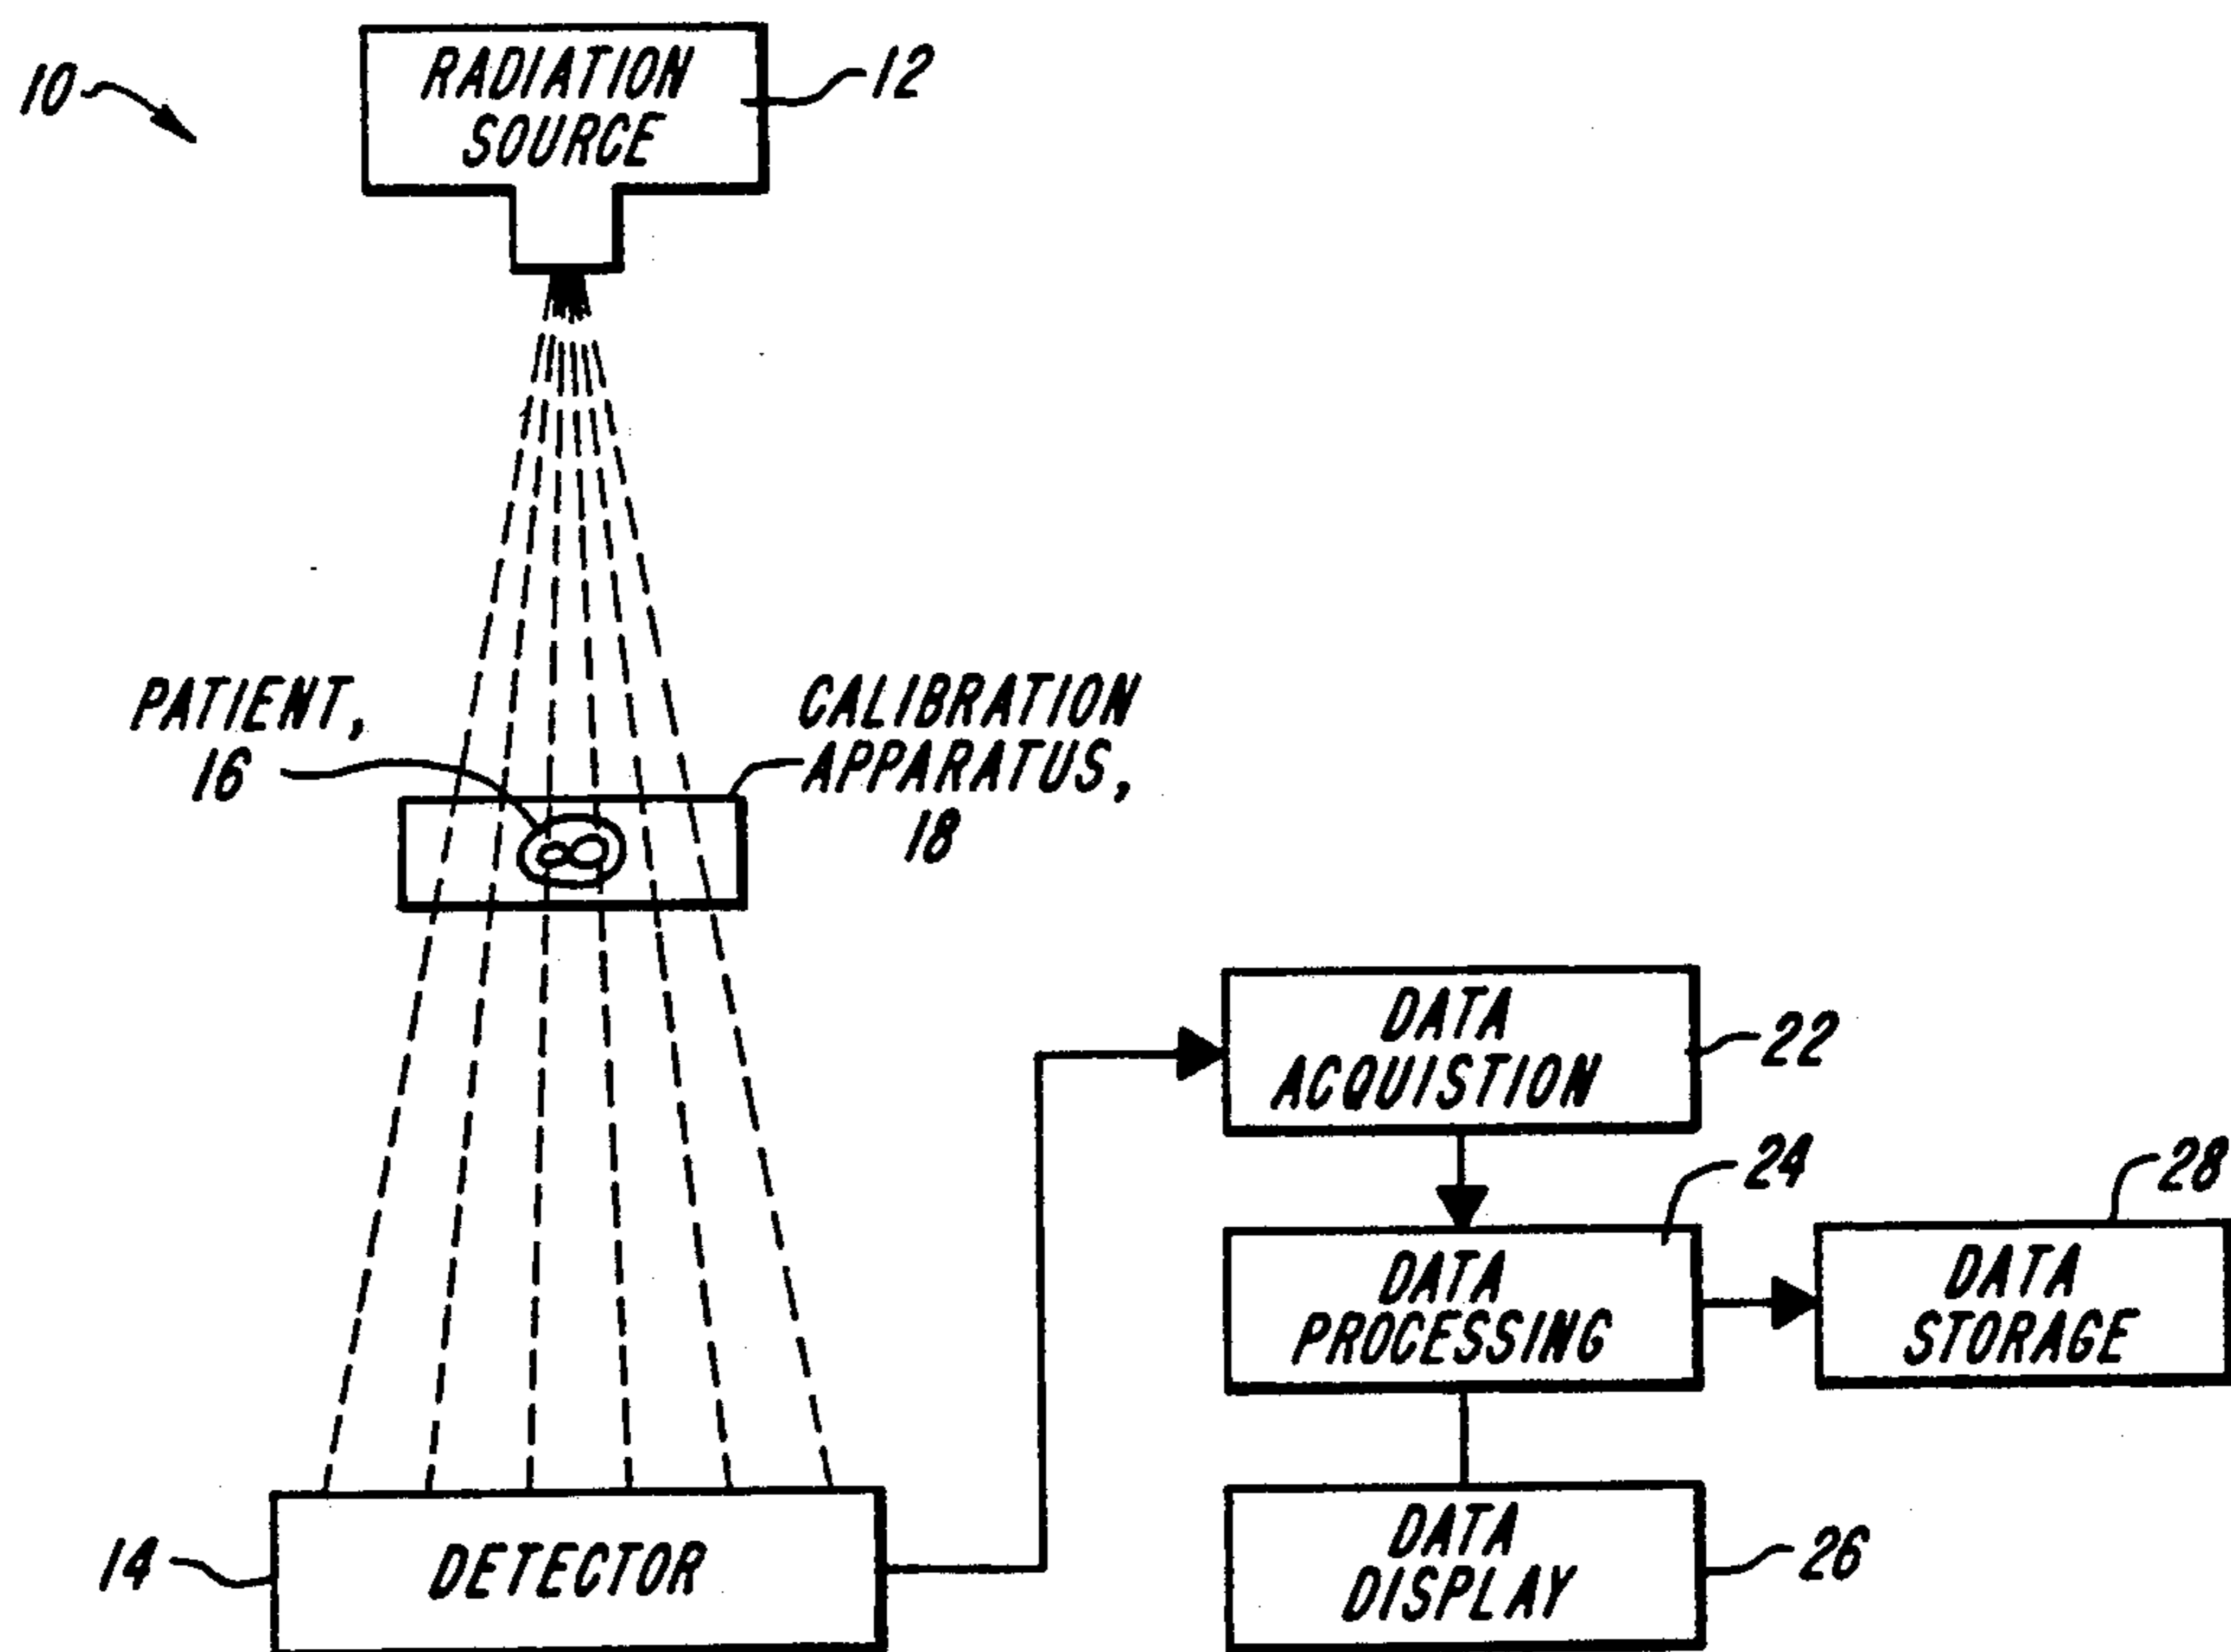 10
RADIATION
SOURCE
12
PATIENT,
16
CALIBRATION
APPARATUS,
18
DATA
ACQUISTION
22
24
28
DATA
PROCESSING
DATA
STORAGE
14
DETECTOR
DATA
DISPLAY
26